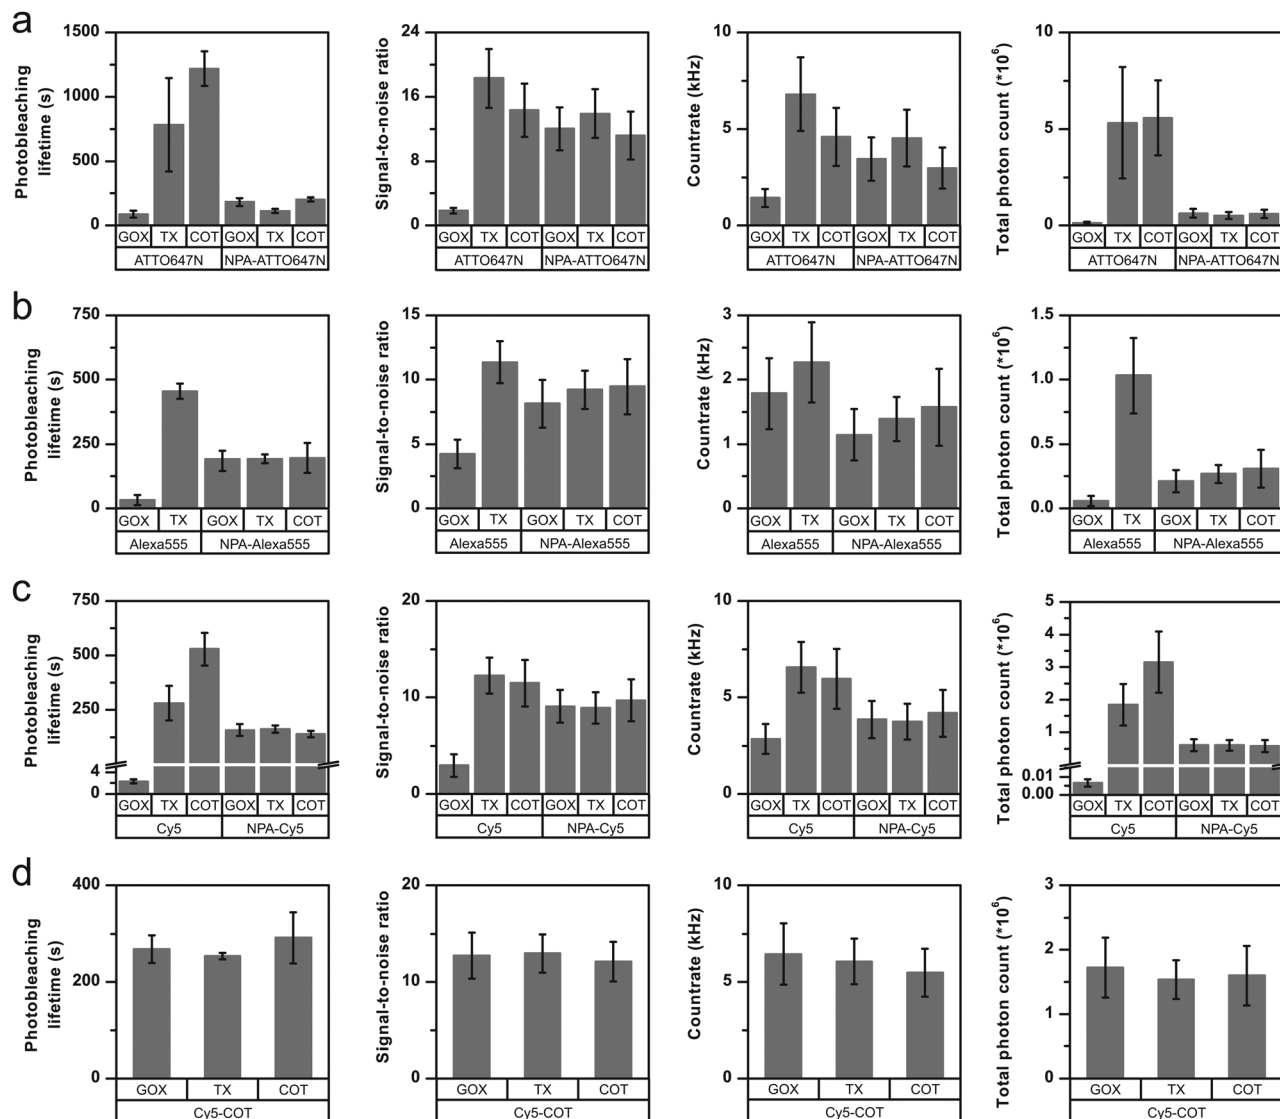 a
Photobleaching
lifetime (s)
1500
1000
500
0
GOX TX COT GOX TX COT
ATTO647N NPA-ATTO647N
Signal-to-noise ratio
24
16
8
0
GOX TX COT GOX TX COT
ATTO647N NPA-ATTO647N
Countrate (kHz)
10
5
0
GOX TX COT GOX TX COT
ATTO647N NPA-ATTO647N
Total photon count (*10⁶)
10
5
0
GOX TX COT GOX TX COT
ATTO647N NPA-ATTO647N
b
Photobleaching
lifetime (s)
750
500
250
0
GOX TX GOX TX COT
Alexa555 NPA-Alexa555
Signal-to-noise ratio
15
10
5
0
GOX TX GOX TX COT
Alexa555 NPA-Alexa555
Countrate (kHz)
3
2
1
0
GOX TX GOX TX COT
Alexa555 NPA-Alexa555
Total photon count (*10⁶)
1.5
1.0
0.5
0.0
GOX TX GOX TX COT
Alexa555 NPA-Alexa555
c
Photobleaching
lifetime (s)
750
500
250
4
0
GOX TX COT GOX TX COT
Cy5 NPA-Cy5
Signal-to-noise ratio
20
10
0
GOX TX COT GOX TX COT
Cy5 NPA-Cy5
Countrate (kHz)
10
5
0
GOX TX COT GOX TX COT
Cy5 NPA-Cy5
Total photon count (*10⁶)
5
4
3
2
1
0.01
0.00
GOX TX COT GOX TX COT
Cy5 NPA-Cy5
d
Photobleaching
lifetime (s)
400
200
0
GOX TX COT
Cy5-COT
Signal-to-noise ratio
20
10
0
GOX TX COT
Cy5-COT
Countrate (kHz)
10
5
0
GOX TX COT
Cy5-COT
Total photon count (*10⁶)
3
2
1
0
GOX TX COT
Cy5-COT